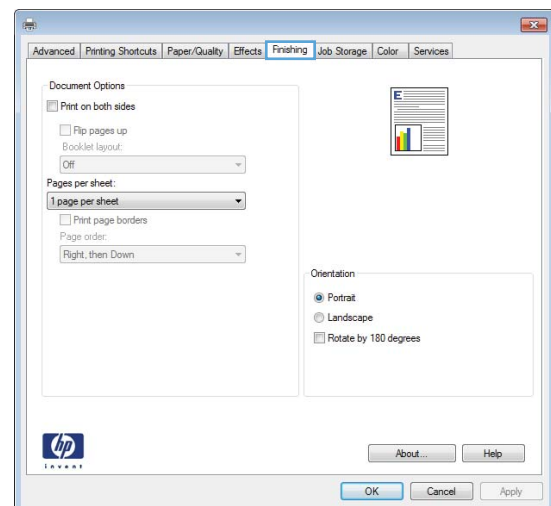 Advanced Printing Shortcuts Paper/Quality Effects Finishing Job Storage Color Services
Document Options
Print on both sides
Flip pages up
Booklet layout:
Off
Pages per sheet:
1 page per sheet
Print page borders
Page order:
Right, then Down
E
Orientation
Portrait
Landscape
Rotate by 180 degrees
hp
invent
About... Help
OK Cancel Apply